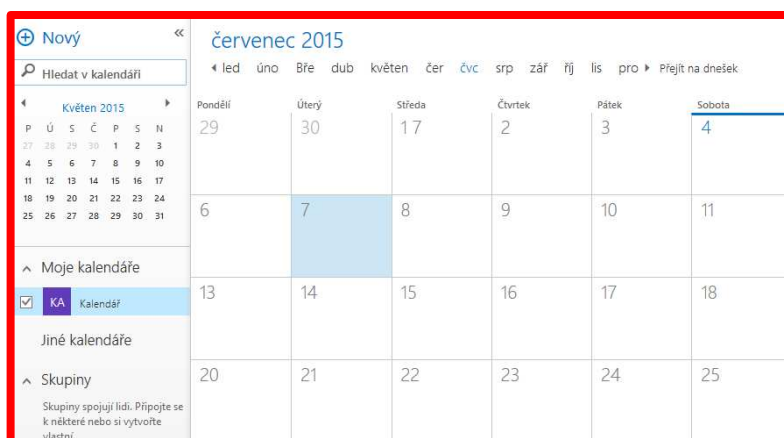 Nový «
Hledat v kalendáři
Květen 2015
P Ú S Č P S N
27 28 29 30 1 2 3
4 5 6 7 8 9 10
11 12 13 14 15 16 17
18 19 20 21 22 23 24
25 26 27 28 29 30 31
Moje kalendáře
KA Kalendář
Jiné kalendáře
Skupiny
Skupiny spojují lidi. Připojte se
k některé nebo si vytvořte
vlastní
červenec 2015
led úno Bře dub květen čer čvc srp zář říj lis pro Přejít na dnešek
Pondělí Úterý Středa Čtvrtek Pátek Sobota
29 30 1 7 2 3 4
6 7 8 9 10 11
13 14 15 16 17 18
20 21 22 23 24 25